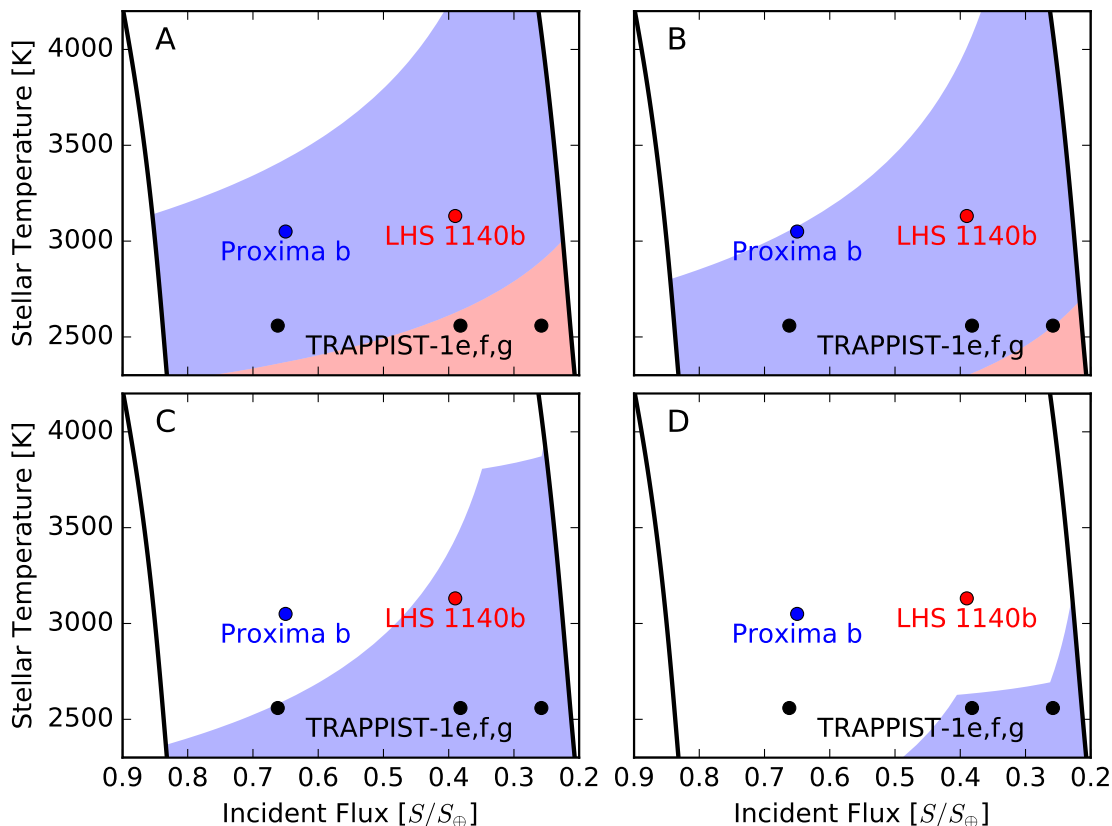 A
B
4000
3500
3000
2500
Stellar Temperature [K]
Proxima b
LHS 1140b
TRAPPIST-1e,f,g
Proxima b
LHS 1140b
TRAPPIST-1e,f,g
C
D
4000
3500
3000
2500
Stellar Temperature [K]
Proxima b
LHS 1140b
TRAPPIST-1e,f,g
Proxima b
LHS 1140b
TRAPPIST-1e,f,g
0.9 0.8 0.7 0.6 0.5 0.4 0.3 0.2
0.9 0.8 0.7 0.6 0.5 0.4 0.3 0.2
Incident Flux [S/S⊕]
Incident Flux [S/S⊕]